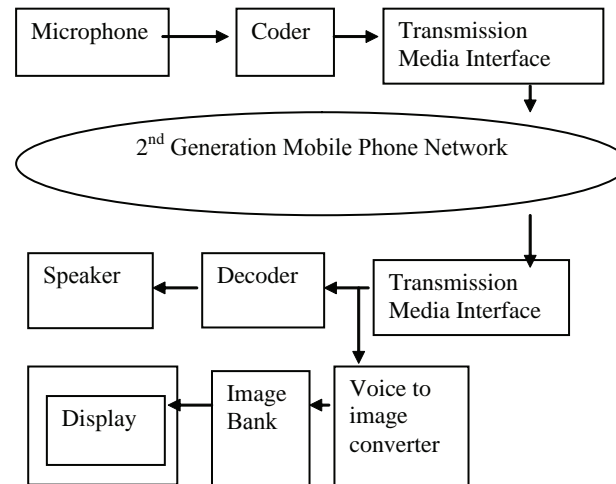 Microphone
Coder
Transmission
Media Interface
2nd Generation Mobile Phone Network
Speaker
Decoder
Transmission
Media Interface
Display
Image
Bank
Voice to
image
converter